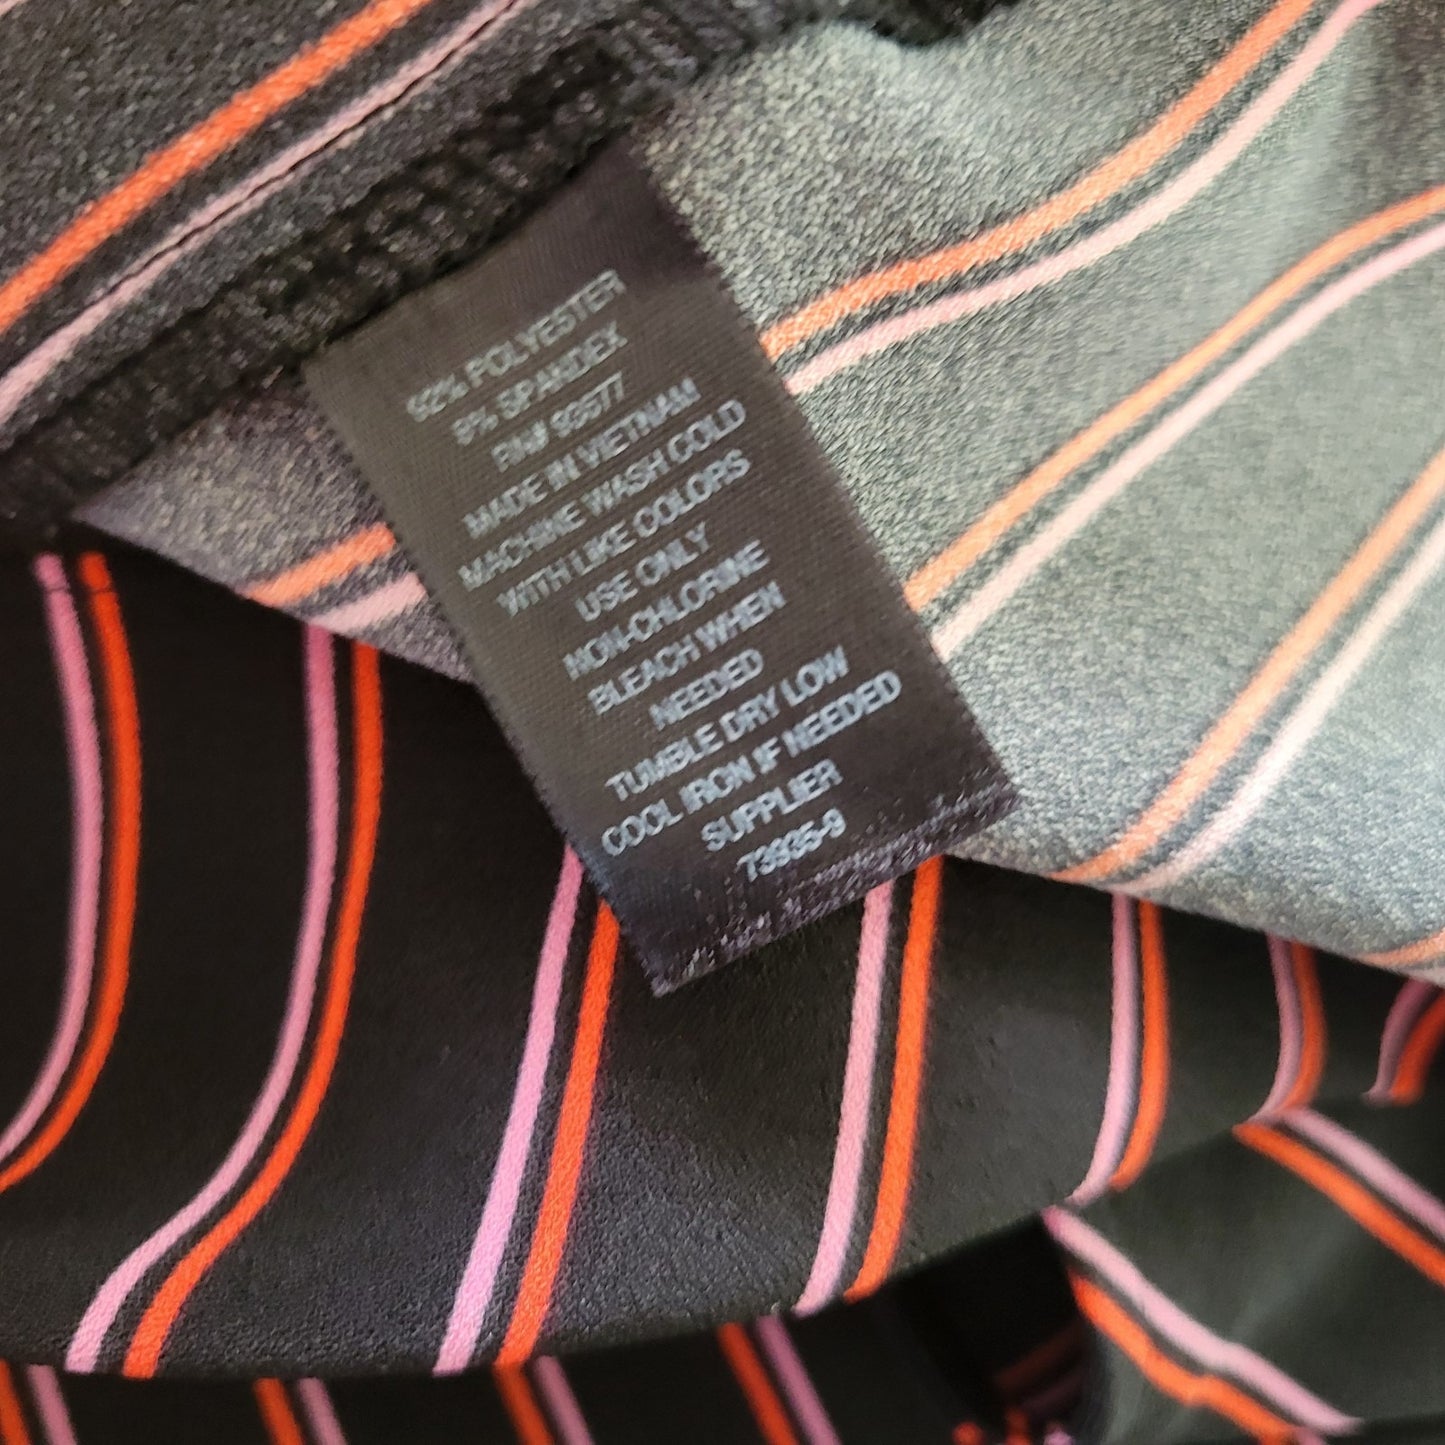 92% POLYESTER
8% SPANDEX
RN# 93677
MADE IN VIETNAM
MACHINE WASH COLD
WITH LIKE COLORS
USE ONLY
NON-CHLORINE
BLEACH WHEN
NEEDED
TUMBLE DRY LOW
COOL IRON IF NEEDED
SUPPLIER
73935-9